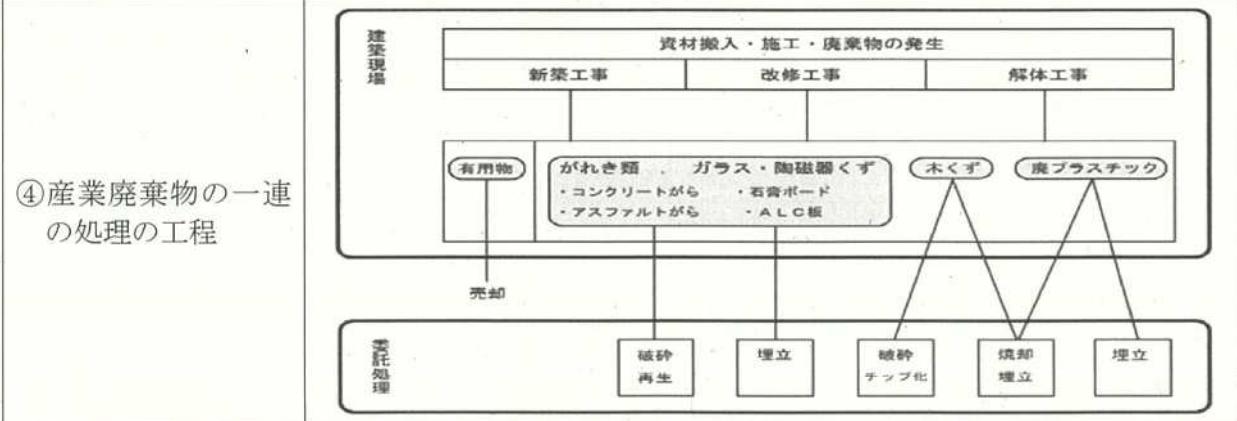 ④産業廃棄物の一連
の処理の工程
建築現場
資材搬入・施工・廃棄物の発生
新築工事
改修工事
解体工事
有用物
がれき類 . ガラス・陶磁器くず
・コンクリートがら ・石膏ボード
・アスファルトがら ・ALC板
木くず
廃プラスチック
売却
委託処理
破砕
再生
埋立
破砕
チップ化
焼却
埋立
埋立